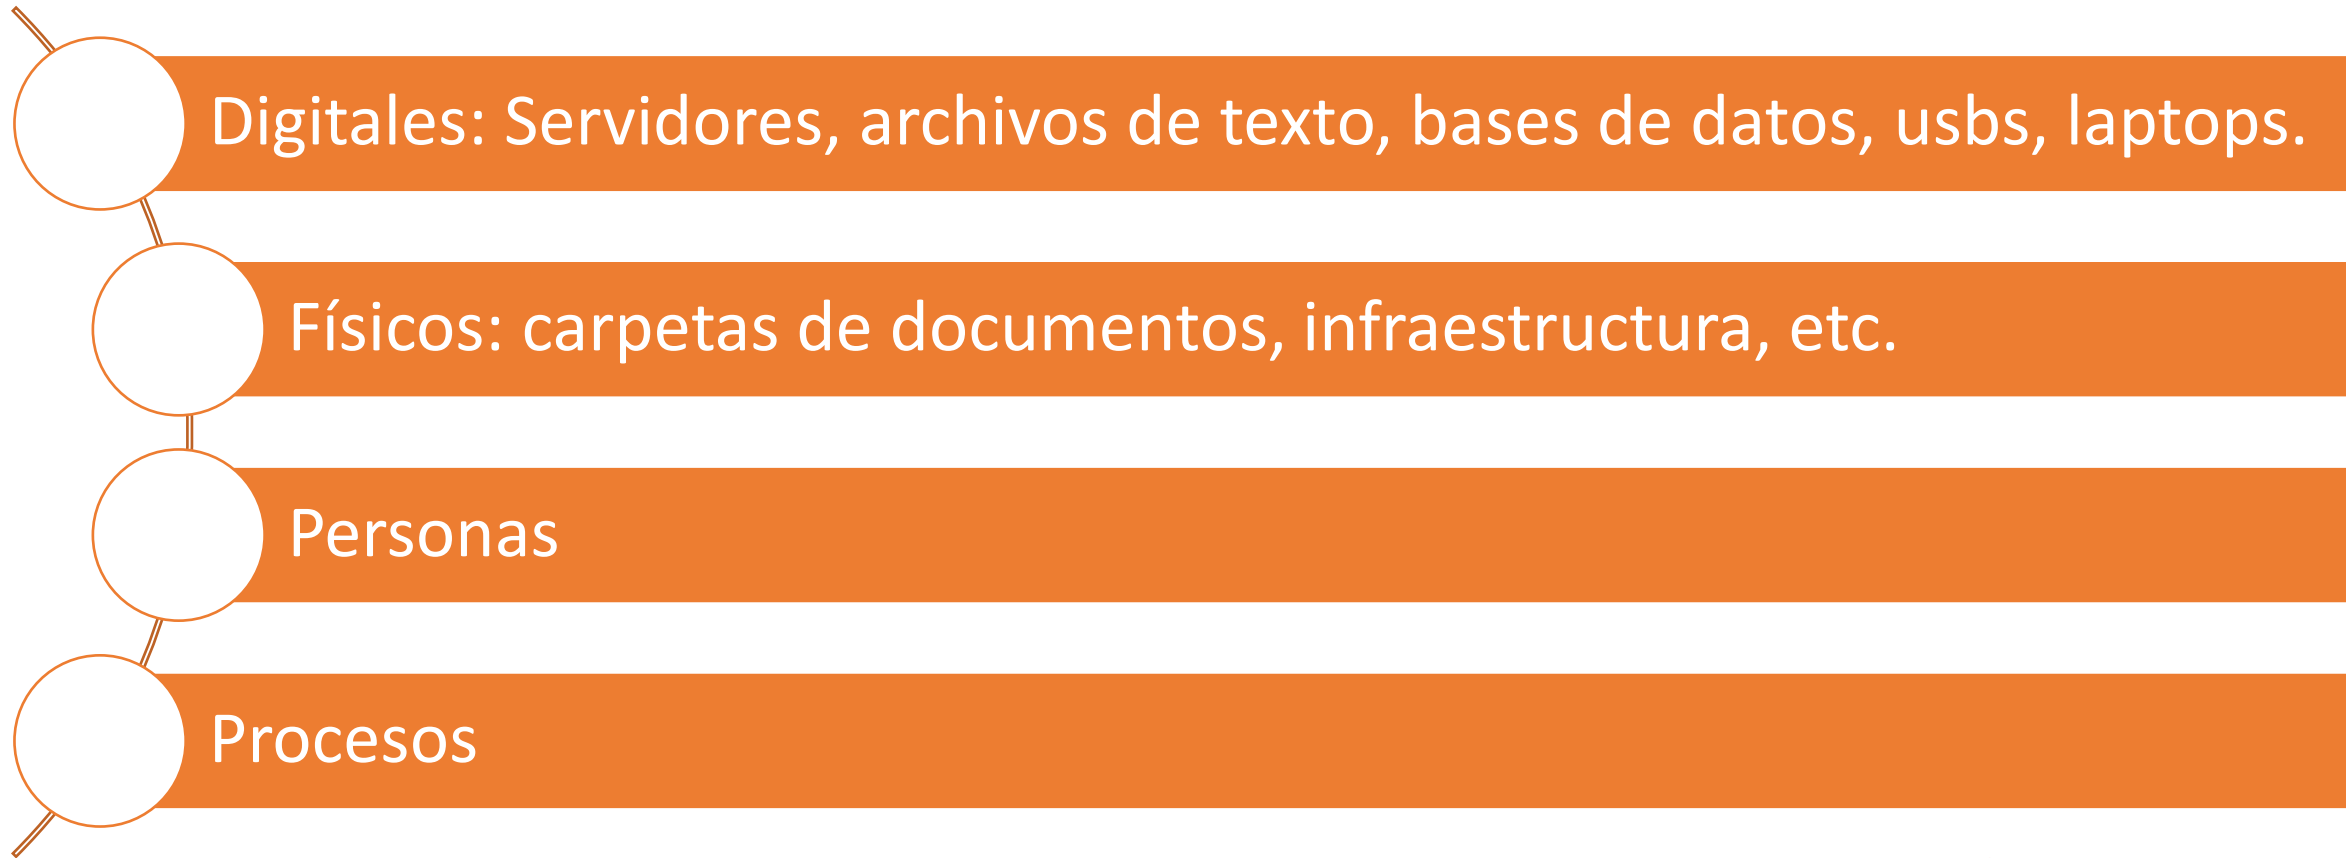 Digitales: Servidores, archivos de texto, bases de datos, usbs, laptops.
Físicos: carpetas de documentos, infraestructura, etc.
Personas
Procesos